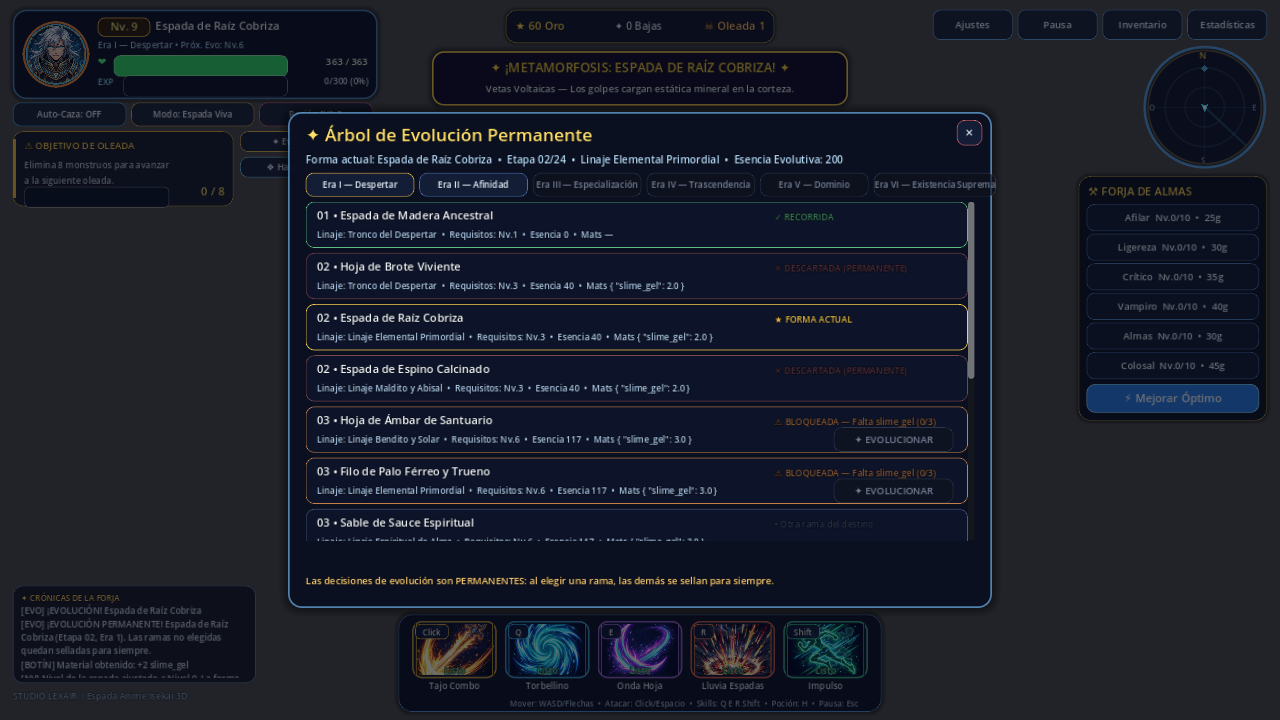 Nv. 9
Espada de Raíz Cobriza
Era I — Despertar • Próx. Evo: Nv.6
363 / 363
EXP
0/300 (0%)
★ 60 Oro
✦ 0 Bajas
Oleada 1
✦ ¡METAMORFOSIS: ESPADA DE RAÍZ COBRIZA! ✦
Vetas Voltaicas — Los golpes cargan estática mineral en la corteza.
Ajustes
Pausa
Inventario
Estadísticas
N
O
E
S
Auto-Caza: OFF
Modo: Espada Viva
⚠ OBJETIVO DE OLEADA
Elimina 8 monstruos para avanzar
a la siguiente oleada.
0 / 8
✦ Árbol de Evolución Permanente
×
Forma actual: Espada de Raíz Cobriza • Etapa 02/24 • Linaje Elemental Primordial • Esencia Evolutiva: 200
Era I — Despertar
Era II — Afinidad
Era III — Especialización
Era IV — Trascendencia
Era V — Dominio
Era VI — Existencia Suprema
01 • Espada de Madera Ancestral
✓ RECORRIDA
Linaje: Tronco del Despertar • Requisitos: Nv.1 • Esencia 0 • Mats —
02 • Hoja de Brote Viviente
× DESCARTADA (PERMANENTE)
Linaje: Tronco del Despertar • Requisitos: Nv.3 • Esencia 40 • Mats { "slime_gel": 2.0 }
02 • Espada de Raíz Cobriza
★ FORMA ACTUAL
Linaje: Linaje Elemental Primordial • Requisitos: Nv.3 • Esencia 40 • Mats { "slime_gel": 2.0 }
02 • Espada de Espino Calcinado
× DESCARTADA (PERMANENTE)
Linaje: Linaje Maldito y Abisal • Requisitos: Nv.3 • Esencia 40 • Mats { "slime_gel": 2.0 }
03 • Hoja de Ámbar de Santuario
⚠ BLOQUEADA — Falta slime_gel (0/3)
Linaje: Linaje Bendito y Solar • Requisitos: Nv.6 • Esencia 117 • Mats { "slime_gel": 3.0 }
✦ EVOLUCIONAR
03 • Filo de Palo Férreo y Trueno
⚠ BLOQUEADA — Falta slime_gel (0/3)
Linaje: Linaje Elemental Primordial • Requisitos: Nv.6 • Esencia 117 • Mats { "slime_gel": 3.0 }
✦ EVOLUCIONAR
03 • Sable de Sauce Espiritual
• Otra rama del destino
Linaje: Linaje Espiritual de Alma • Requisitos: Nv.6 • Esencia 117 • Mats { "slime_gel": 3.0 }
Las decisiones de evolución son PERMANENTES: al elegir una rama, las demás se sellan para siempre.
⚒ FORJA DE ALMAS
Afilar Nv.0/10 • 25g
Ligereza Nv.0/10 • 30g
Crítico Nv.0/10 • 35g
Vampiro Nv.0/10 • 40g
Almas Nv.0/10 • 30g
Colosal Nv.0/10 • 45g
⚡ Mejorar Óptimo
✦ CRÓNICAS DE LA FORJA
[EVO] ¡EVOLUCIÓN! Espada de Raíz Cobriza
[EVO] ¡EVOLUCIÓN PERMANENTE! Espada de Raíz
Cobriza (Etapa 02, Era 1). Las ramas no elegidas
quedan selladas para siempre.
[BOTÍN] Material obtenido: +2 slime_gel
STUDIO LEXAIR | Espada Anime Isekai 3D
Click
Q
E
R
Shift
Tajo Combo
Torbellino
Onda Hoja
Lluvia Espadas
Impulso
Mover: WASD/Flechas • Atacar: Click/Espacio • Skills: Q E R Shift • Poción: H • Pausa: Esc